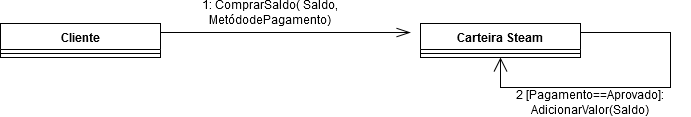 1: ComprarSaldo( Saldo,
MetódodePagamento)
Cliente
Carteira Steam
2 [Pagamento==Aprovado]:
AdicionarValor(Saldo)